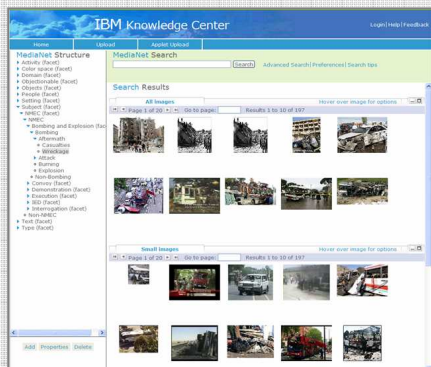 IBM Knowledge Center
Login| Help | Feedback
Home
Upload
Applet Upload
MediaNet Structure
Activity (facet)
Color space (facet)
Domain (facet)
Objectionable (facet)
Objects (facet)
People (facet)
Setting (facet)
Subject (facet)
NMEC (facet)
NMEC
Bombing and Explosion (fac
Bombing
Aftermath
Casualties
Wreckage
Attack
Burning
Explosion
Non-Bombing
Convoy (facet)
Demonstration (facet)
Execution (facet)
IED (facet)
Interrogation (facet)
Non-NMEC
Text (facet)
Type (facet)
Add Properties Delete
MediaNet Search
Search
Advanced Search| Preferences| Search tips
Search Results
All Images
Hover over image for options
Page 1 of 20
Go to page:
Results 1 to 10 of 197
Small Images
Hover over image for options
Page 1 of 20
Go to page:
Results 1 to 10 of 197